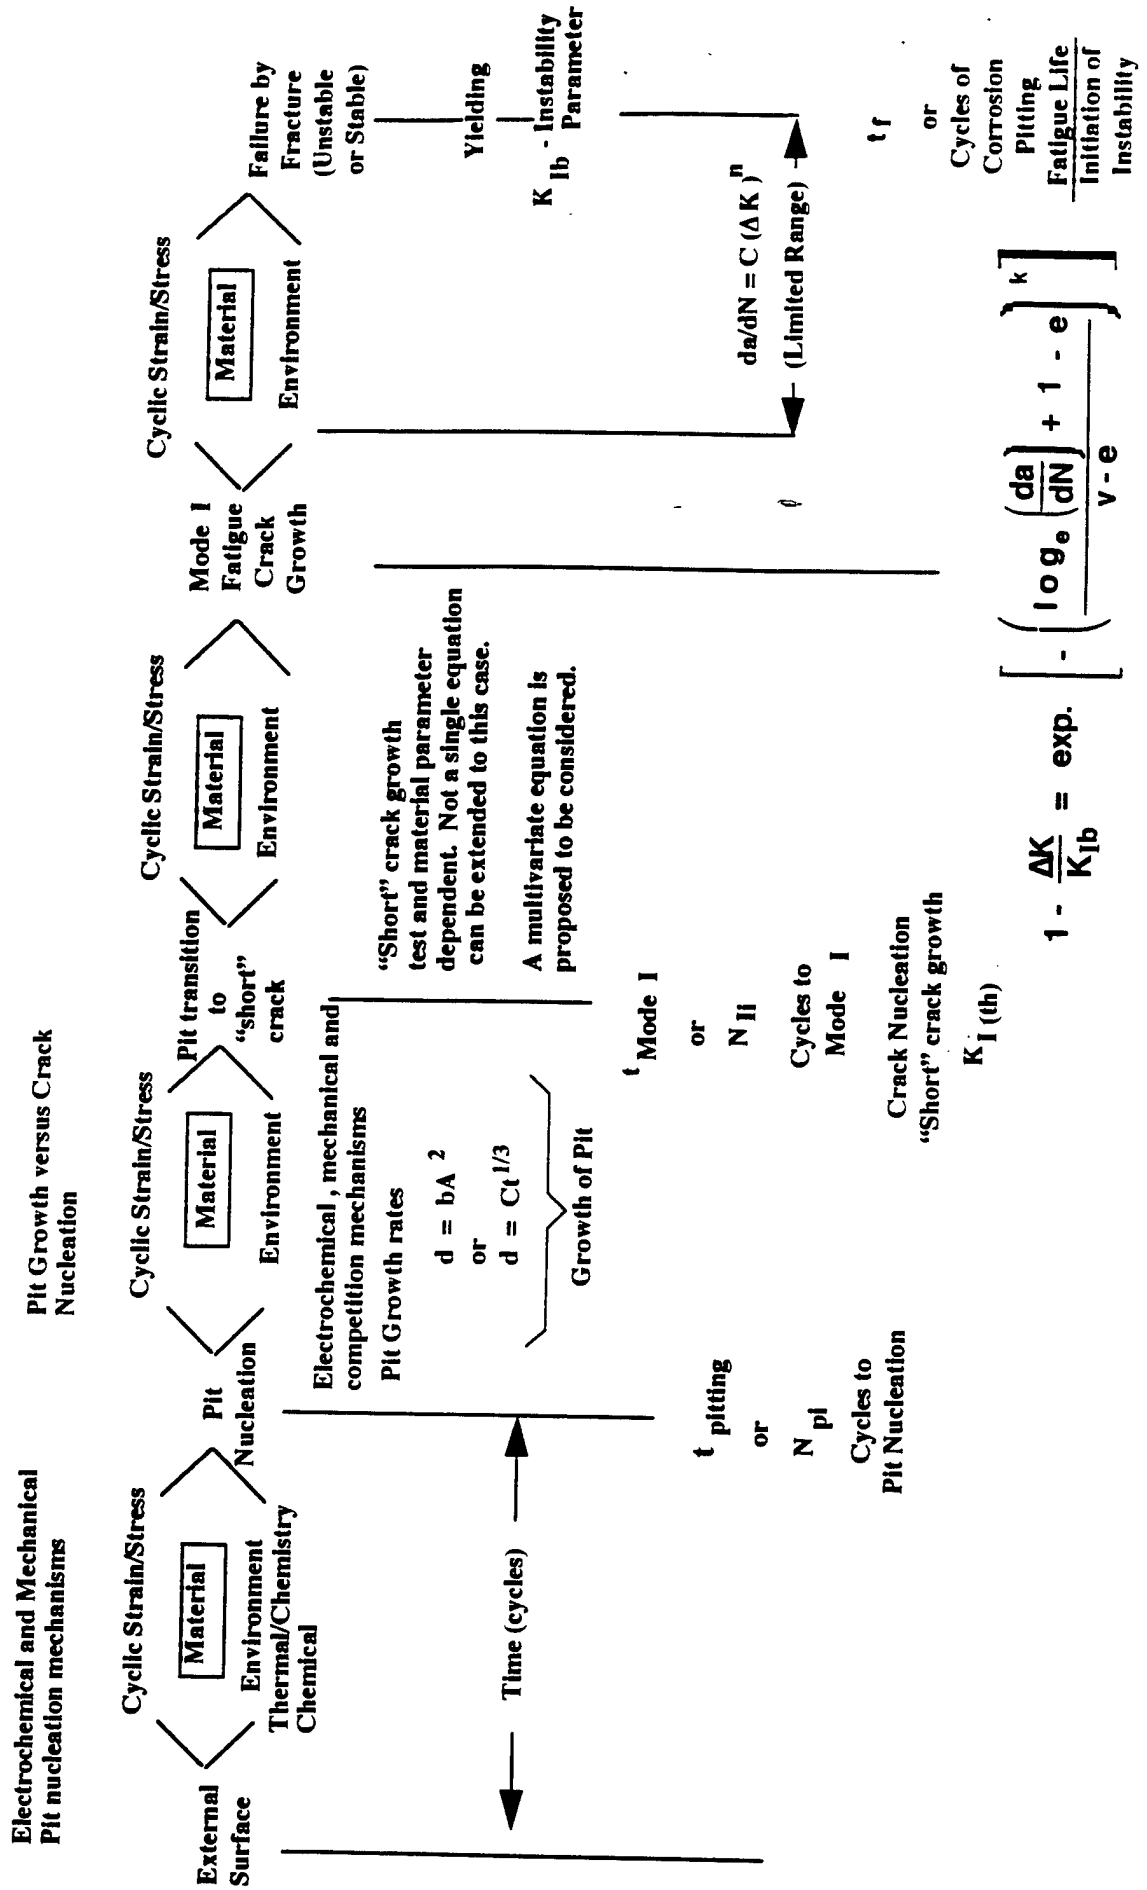 Electrochemical and Mechanical
Pit nucleation mechanisms
Pit Growth versus Crack
Nucleation
External
Surface
Cyclic Strain/Stress
Material
Environment
Thermal/Chemistry
Chemical
Pit
Nucleation
Cyclic Strain/Stress
Material
Environment
Pit transition
to
“short”
crack
Cyclic Strain/Stress
Material
Environment
Mode I
Fatigue
Crack
Growth
Cyclic Strain/Stress
Material
Environment
Failure by
Fracture
(Unstable
or Stable)
Yielding
K Ib - Instability
Parameter
Time (cycles)
Electrochemical , mechanical and
competition mechanisms
Pit Growth rates
d = bA 2
or
d = Ct 1/3
Growth of Pit
“Short” crack growth
test and material parameter
dependent. Not a single equation
can be extended to this case.
A multivariate equation is
proposed to be considered.
da/dN = C (Δ K ) n
(Limited Range)
t pitting
or
N pi
Cycles to
Pit Nucleation
t Mode I
or
N Ii
Cycles to
Mode I
Crack Nucleation
“Short” crack growth
K I (th)
t f
or
Cycles of
Corrosion
Pitting
Fatigue Life
Initiation of
Instability
1 - ΔK / K Ib = exp. [ - ( ( log e ( da / dN ) + 1 - e ) / v - e ) k ]